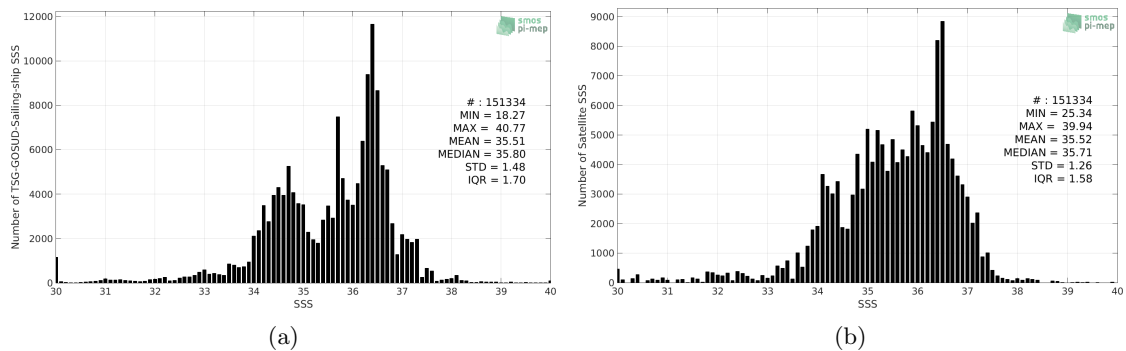 12000
10000
8000
6000
4000
2000
0
Number of TSG-GOSUD-Sailing-ship SSS
smos
pi-mep
# : 151334
MIN = 18.27
MAX = 40.77
MEAN = 35.51
MEDIAN = 35.80
STD = 1.48
IQR = 1.70
30 31 32 33 34 35 36 37 38 39 40
SSS
(a)
9000
8000
7000
6000
5000
4000
3000
2000
1000
0
Number of Satellite SSS
smos
pi-mep
# : 151334
MIN = 25.34
MAX = 39.94
MEAN = 35.52
MEDIAN = 35.71
STD = 1.26
IQR = 1.58
30 31 32 33 34 35 36 37 38 39 40
SSS
(b)